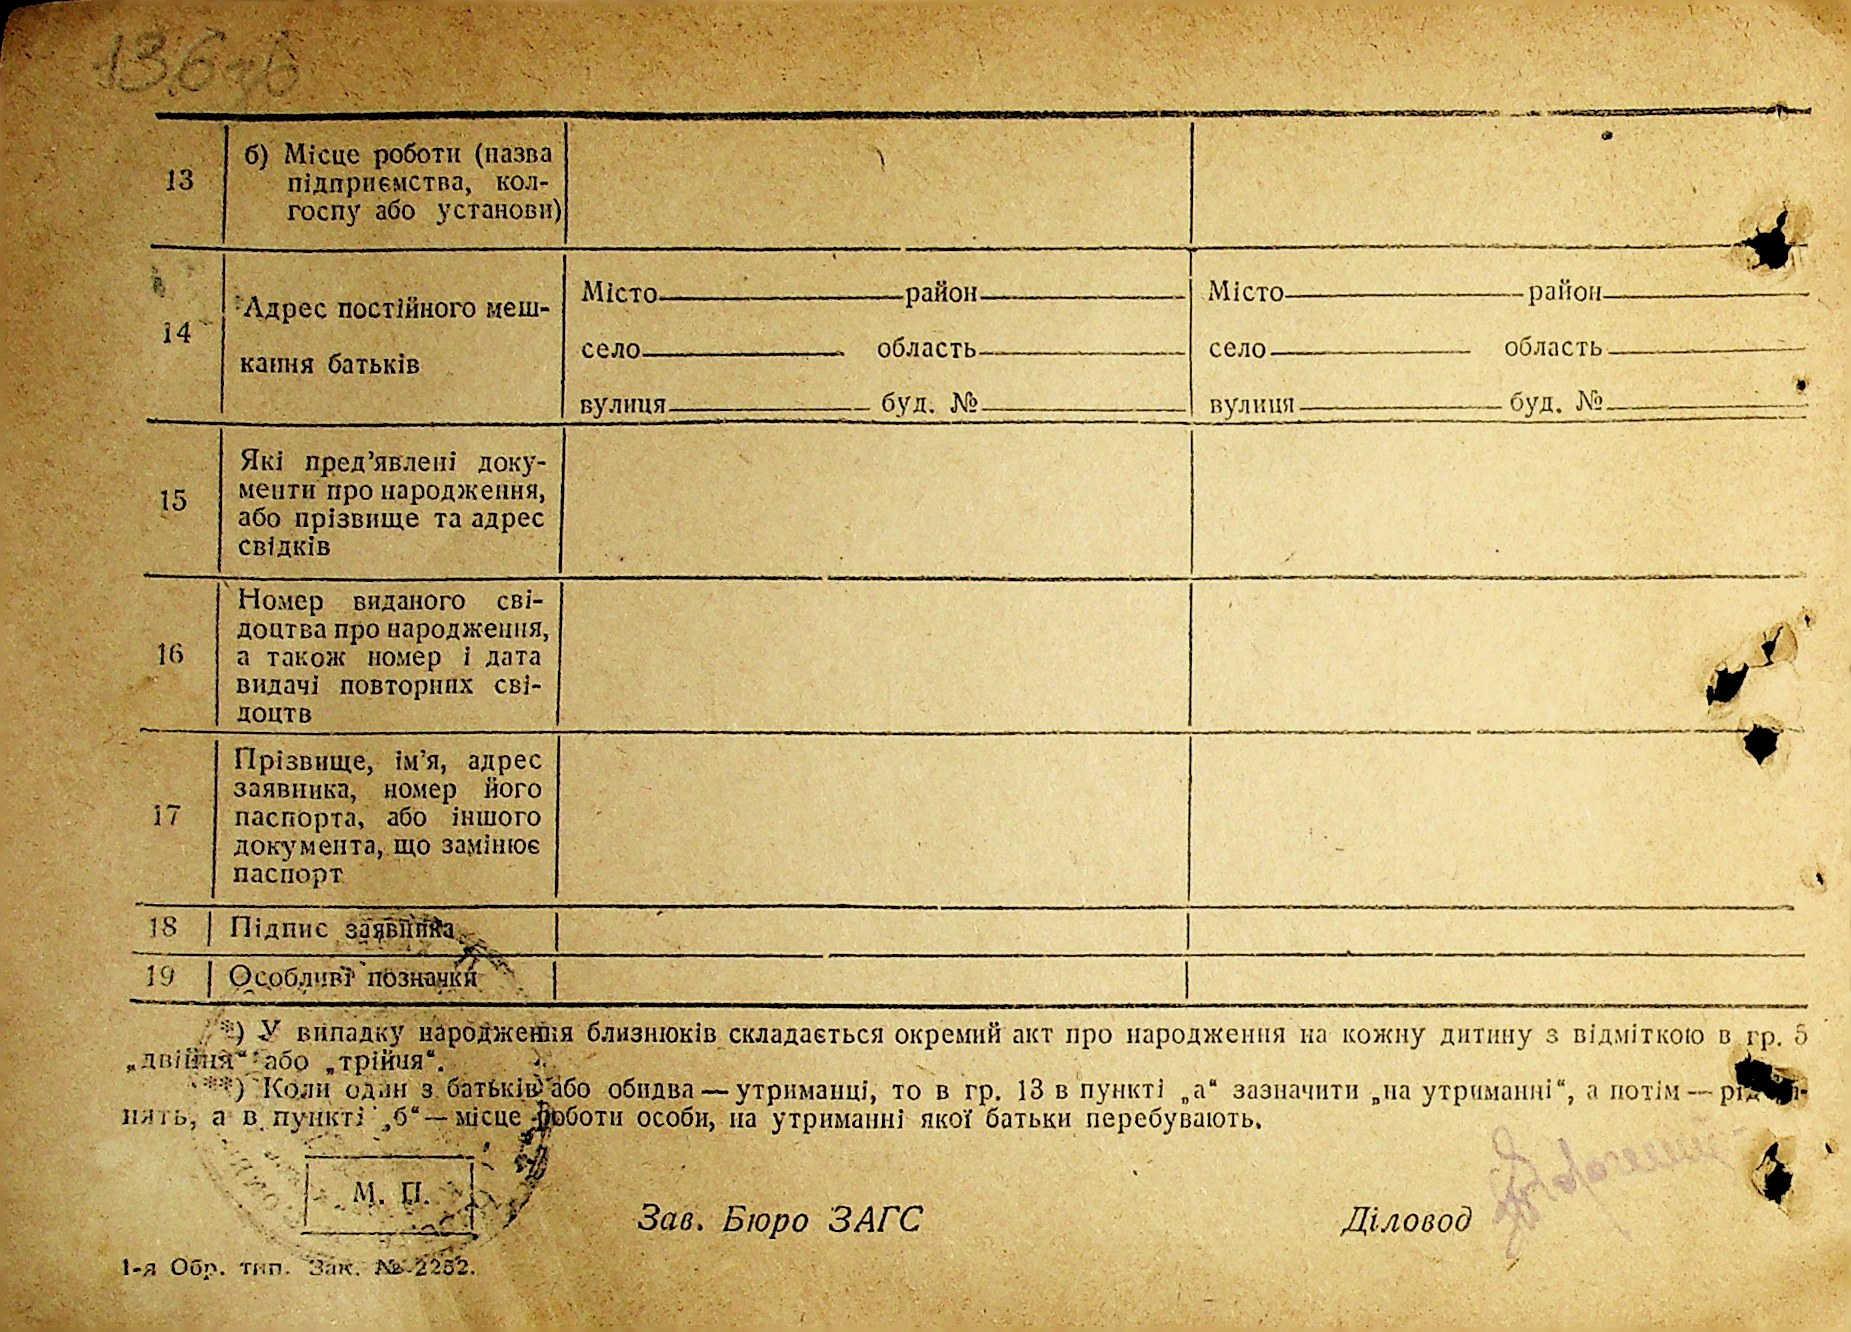 13
б) Місце роботи (назва
підприємства, кол-
госпу або установи)
14
Адрес постійного меш-
кання батьків
Місто район
село область
вулиця буд. №
Місто район
село область
вулиця буд. №
15
Які пред’явлені доку-
менти про народження,
або прізвище та адрес
свідків
16
Номер виданого сві-
доцтва про народження,
а також номер і дата
видачі повторних сві-
доцтв
17
Прізвище, ім’я, адрес
заявника, номер його
паспорта, або іншого
документа, що замінює
паспорт
18 Підпис заявника
19 Особливі позначки
*) У випадку народження близнюків складається окремий акт про народження на кожну дитину з відміткою в гр. 5
„двійня“ або „трійня“.
**) Коли один з батьків або обидва — утриманці, то в гр. 13 в пункті „а“ зазначити „на утриманні“, а потім —
нять, а в пункті „б“ — місце роботи особи, на утриманні якої батьки перебувають.
М. П.
Зав. Бюро ЗАГС
Діловод
1-я Обр. тип. Зак. № 2252.